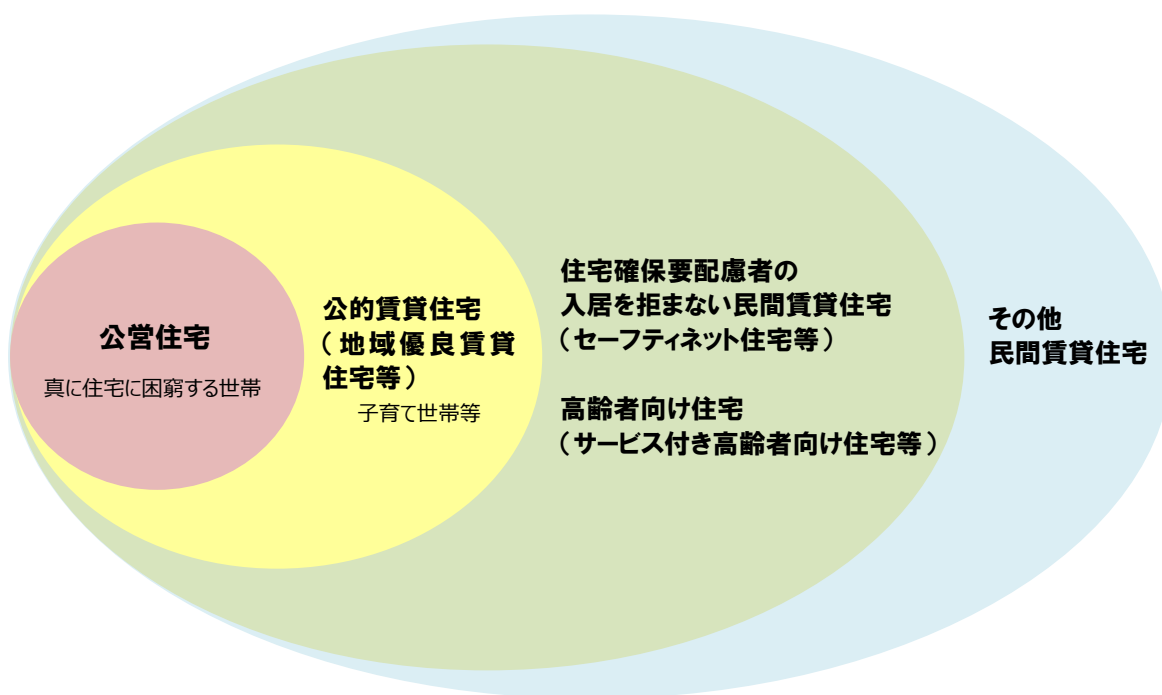 公営住宅
真に住宅に困窮する世帯
公的賃貸住宅
（地域優良賃貸
住宅等）
子育て世帯等
住宅確保要配慮者の
入居を拒まない民間賃貸住宅
（セーフティネット住宅等）
高齢者向け住宅
（サービス付き高齢者向け住宅等）
その他
民間賃貸住宅